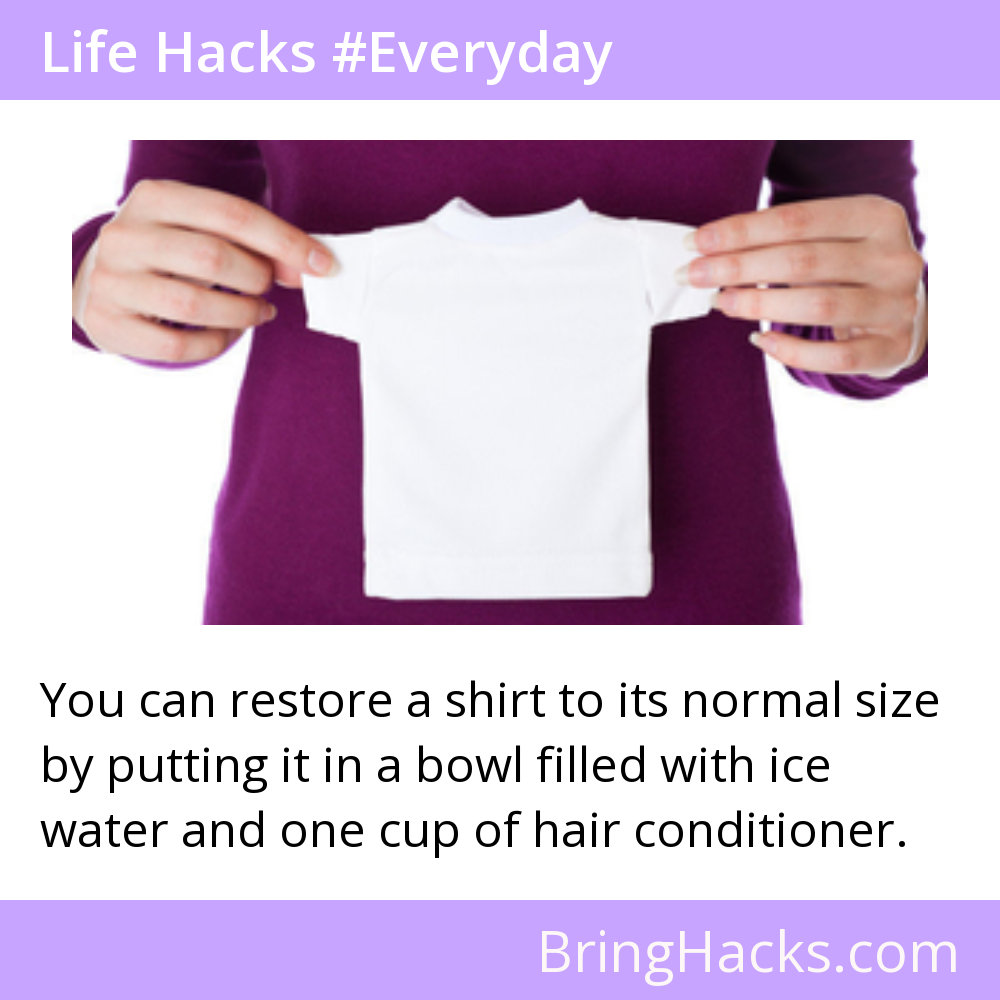 Life Hacks #Everyday
You can restore a shirt to its normal size
by putting it in a bowl filled with ice
water and one cup of hair conditioner.
BringHacks.com